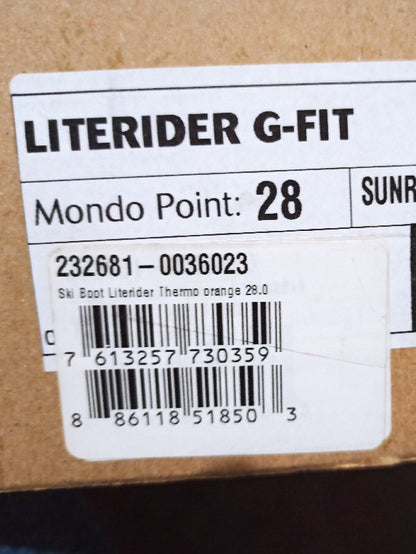 LITERIDER G-FIT
Mondo Point: 28
SUNR
232681-0036023
Ski Boot Literider Thermo orange 28.0
7 613257 730359
8 86118 51850 3